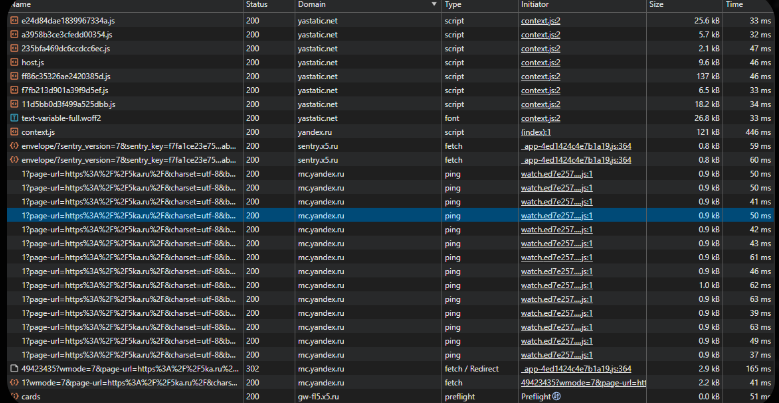 Name Status Domain Type Initiator Size Time
e24d84dae1839967334a.js 200 yastatic.net script context.js2 25.6 kB 33 ms
a3958b3ce3cfedd00354.js 200 yastatic.net script context.js2 5.7 kB 32 ms
235bfa469dc6ccdcc6ec.js 200 yastatic.net script context.js2 2.1 kB 47 ms
host.js 200 yastatic.net script context.js2 9.6 kB 46 ms
ff86c35326ae2420385d.js 200 yastatic.net script context.js2 137 kB 46 ms
f7fb213d901a39f9d5ef.js 200 yastatic.net script context.js2 6.5 kB 33 ms
11d5bb0d3f499a525dbb.js 200 yastatic.net script context.js2 18.2 kB 34 ms
text-variable-full.woff2 200 yastatic.net font context.js2 26.8 kB 33 ms
context.js 200 yandex.ru script (index):1 121 kB 446 ms
envelope/?sentry_version=7&sentry_key=f7fa1ce23e75...ab... 200 sentry.x5.ru fetch _app-4ed1424c4e7b1a19.js:364 0.8 kB 59 ms
envelope/?sentry_version=7&sentry_key=f7fa1ce23e75...ab... 200 sentry.x5.ru fetch _app-4ed1424c4e7b1a19.js:364 0.8 kB 60 ms
1?page-url=https%3A%2F%2F5ka.ru%2F&charset=utf-8&b... 200 mc.yandex.ru ping watch.ed7e257....js:1 0.9 kB 50 ms
1?page-url=https%3A%2F%2F5ka.ru%2F&charset=utf-8&b... 200 mc.yandex.ru ping watch.ed7e257....js:1 0.9 kB 50 ms
1?page-url=https%3A%2F%2F5ka.ru%2F&charset=utf-8&b... 200 mc.yandex.ru ping watch.ed7e257....js:1 0.9 kB 41 ms
1?page-url=https%3A%2F%2F5ka.ru%2F&charset=utf-8&b... 200 mc.yandex.ru ping watch.ed7e257....js:1 0.9 kB 50 ms
1?page-url=https%3A%2F%2F5ka.ru%2F&charset=utf-8&b... 200 mc.yandex.ru ping watch.ed7e257....js:1 0.9 kB 42 ms
1?page-url=https%3A%2F%2F5ka.ru%2F&charset=utf-8&b... 200 mc.yandex.ru ping watch.ed7e257....js:1 0.9 kB 43 ms
1?page-url=https%3A%2F%2F5ka.ru%2F&charset=utf-8&b... 200 mc.yandex.ru ping watch.ed7e257....js:1 0.9 kB 61 ms
1?page-url=https%3A%2F%2F5ka.ru%2F&charset=utf-8&b... 200 mc.yandex.ru ping watch.ed7e257....js:1 0.9 kB 46 ms
1?page-url=https%3A%2F%2F5ka.ru%2F&charset=utf-8&b... 200 mc.yandex.ru ping watch.ed7e257....js:1 1.0 kB 62 ms
1?page-url=https%3A%2F%2F5ka.ru%2F&charset=utf-8&b... 200 mc.yandex.ru ping watch.ed7e257....js:1 0.9 kB 63 ms
1?page-url=https%3A%2F%2F5ka.ru%2F&charset=utf-8&b... 200 mc.yandex.ru ping watch.ed7e257....js:1 0.9 kB 39 ms
1?page-url=https%3A%2F%2F5ka.ru%2F&charset=utf-8&b... 200 mc.yandex.ru ping watch.ed7e257....js:1 0.9 kB 63 ms
1?page-url=https%3A%2F%2F5ka.ru%2F&charset=utf-8&b... 200 mc.yandex.ru ping watch.ed7e257....js:1 0.9 kB 49 ms
1?page-url=https%3A%2F%2F5ka.ru%2F&charset=utf-8&b... 200 mc.yandex.ru ping watch.ed7e257....js:1 0.9 kB 37 ms
49423435?wmode=7&page-url=https%3A%2F%2F5ka.ru%2... 302 mc.yandex.ru fetch / Redirect _app-4ed1424c4e7b1a19.js:364 2.9 kB 165 ms
1?wmode=7&page-url=https%3A%2F%2F5ka.ru%2F&chars... 200 mc.yandex.ru fetch 49423435?wmode=7&page-url=htt 2.2 kB 41 ms
cards 200 gw-fl5.x5.ru preflight Preflight 0.0 kB 51 ms